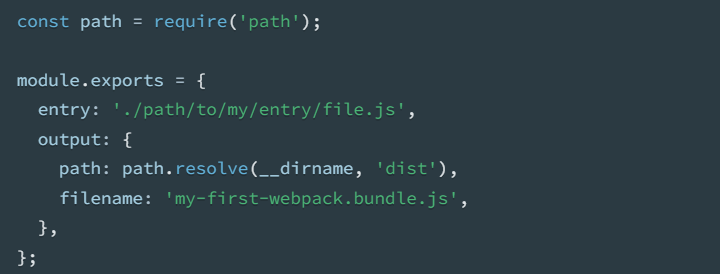 const path = require('path');

module.exports = {
  entry: './path/to/my/entry/file.js',
  output: {
    path: path.resolve(__dirname, 'dist'),
    filename: 'my-first-webpack.bundle.js',
  },
};